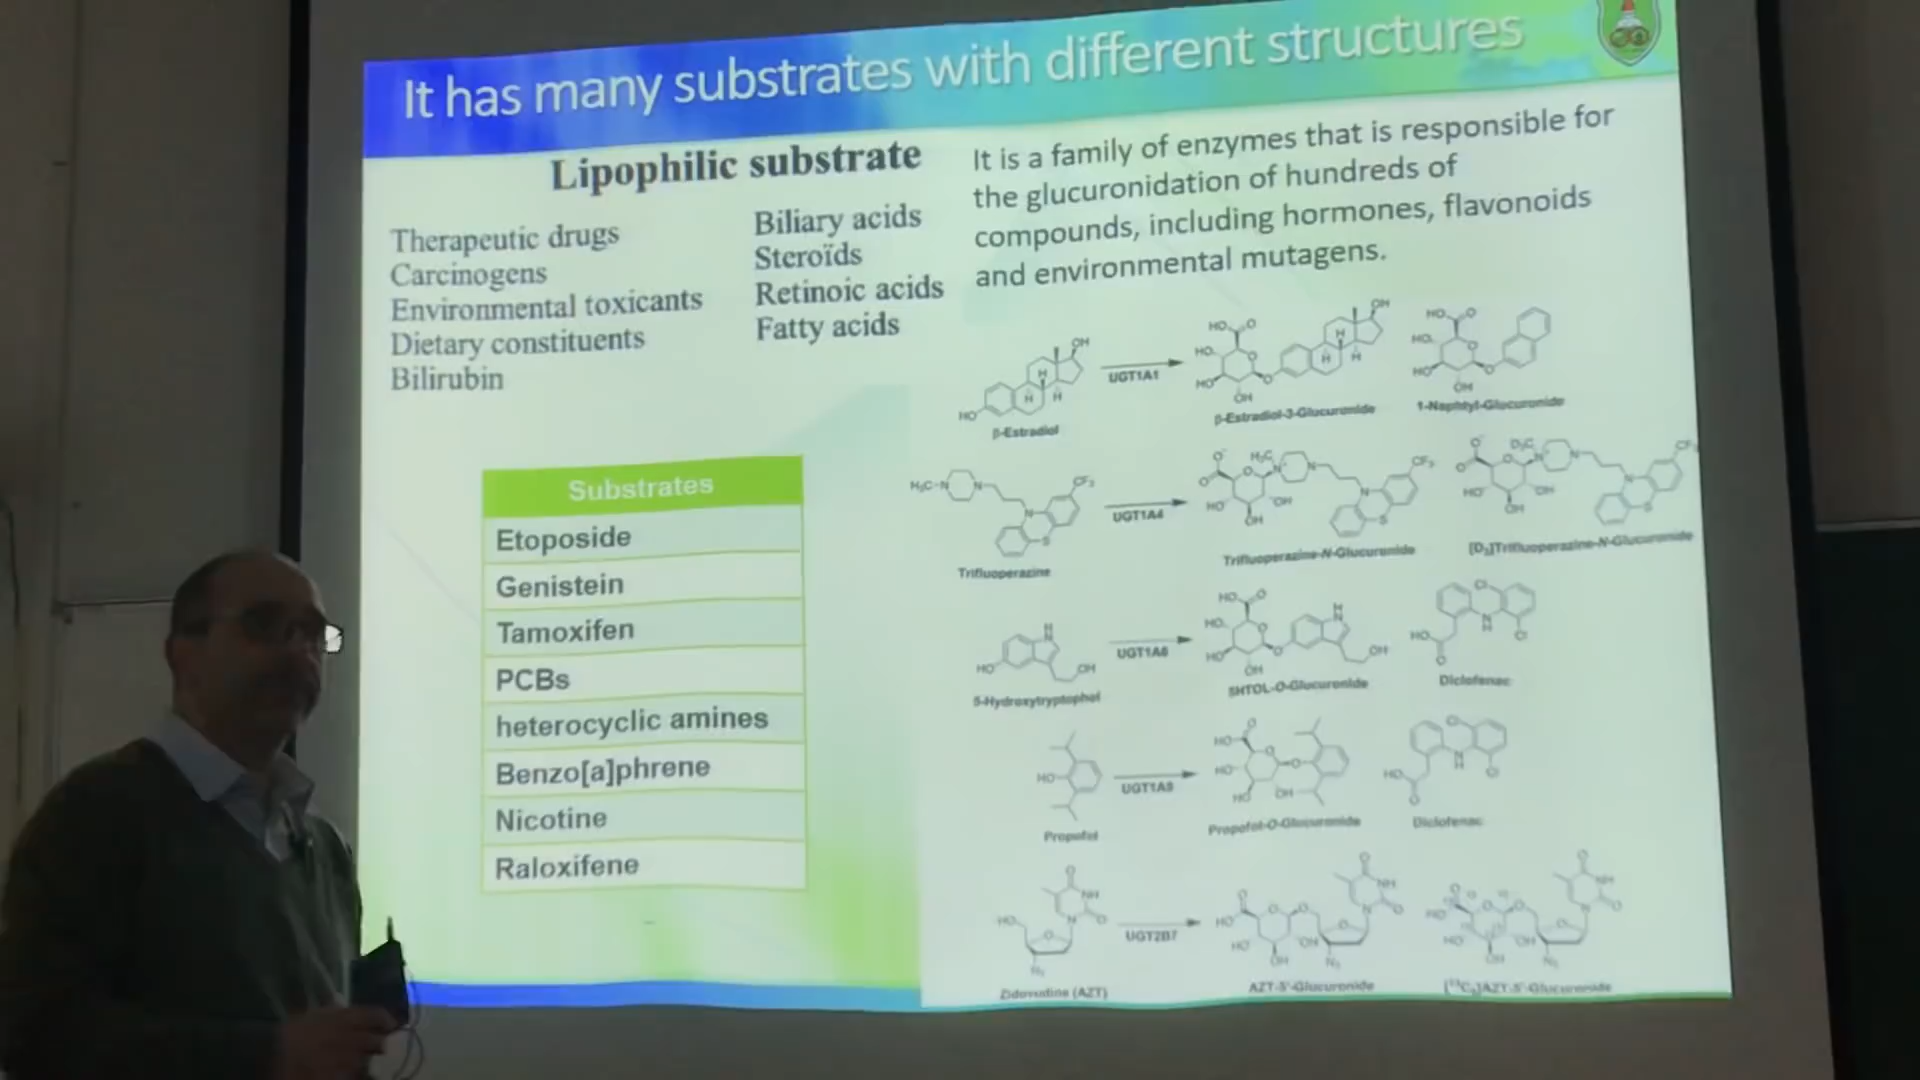 It has many substrates with different structures
Lipophilic substrate
Therapeutic drugs
Carcinogens
Environmental toxicants
Dietary constituents
Bilirubin
Biliary acids
Steroïds
Retinoic acids
Fatty acids
It is a family of enzymes that is responsible for
the glucuronidation of hundreds of
compounds, including hormones, flavonoids
and environmental mutagens.
Substrates
Etoposide
Genistein
Tamoxifen
PCBs
heterocyclic amines
Benzo[a]phrene
Nicotine
Raloxifene
UGT1A1
β-Estradiol
β-Estradiol-3-Glucuronide
1-Naphtyl-Glucuronide
UGT1A4
Trifluoperazine
Trifluoperazine-N-Glucuronide
[D₃]Trifluoperazine-N-Glucuronide
UGT1A6
5-Hydroxytryptophol
5HTOL-O-Glucuronide
Diclofenac
Propofol
Propofol-O-Glucuronide
Diclofenac
UGT2B7
Zidovudine (AZT)
AZT-5'-Glucuronide